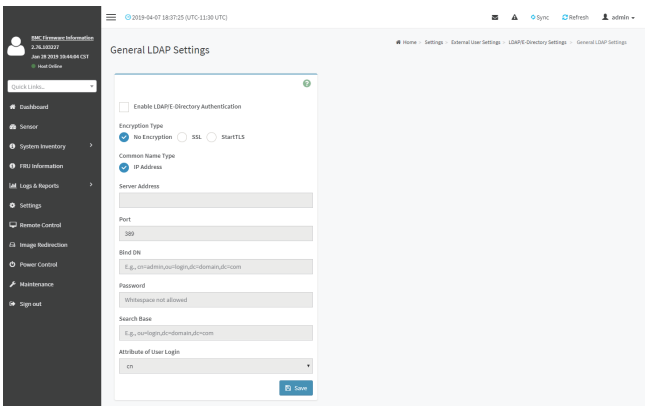 2019-04-07 18:37:25 (UTC-11:30 UTC)
Sync
Refresh
admin
BMC Firmware Information
2.76.103227
Jan 28 2019 10:44:04 CST
Host Online
Quick Links...
Dashboard
Sensor
System Inventory
FRU Information
Logs & Reports
Settings
Remote Control
Image Redirection
Power Control
Maintenance
Sign out
General LDAP Settings
Home > Settings > External User Settings > LDAP/E-Directory Settings > General LDAP Settings
Enable LDAP/E-Directory Authentication
Encryption Type
No Encryption SSL StartTLS
Common Name Type
IP Address
Server Address
Port
389
Bind DN
E.g., cn=admin,ou=login,dc=domain,dc=com
Password
Whitespace not allowed
Search Base
E.g., ou=login,dc=domain,dc=com
Attribute of User Login
cn
Save